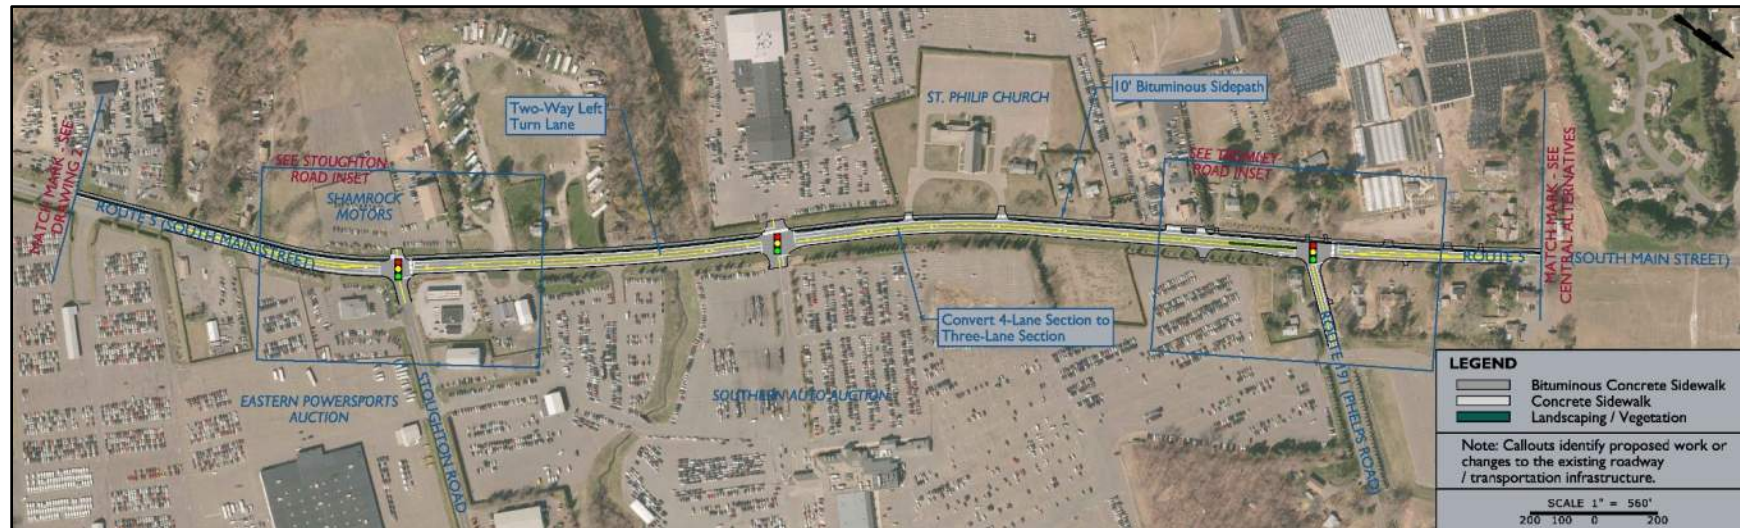 MATCH MARK - SEE
DRAWING 2
ROUTE 5 (SOUTH MAIN STREET)
SEE STOUGHTON
ROAD INSET
SHAMROCK
MOTORS
Two-Way Left
Turn Lane
ST. PHILIP CHURCH
10' Bituminous Sidepath
SEE TROMLEY
ROAD INSET
MATCH MARK - SEE
CENTRAL ALTERNATIVES
ROUTE 5
(SOUTH MAIN STREET)
Convert 4-Lane Section to
Three-Lane Section
EASTERN POWERSPORTS
AUCTION
STOUGHTON ROAD
SOUTHERN AUTO AUCTION
ROUTE 191 (PHELPS ROAD)
LEGEND
Bituminous Concrete Sidewalk
Concrete Sidewalk
Landscaping / Vegetation
Note: Callouts identify proposed work or
changes to the existing roadway
/ transportation infrastructure.
SCALE 1" = 560'
200 100 0 200